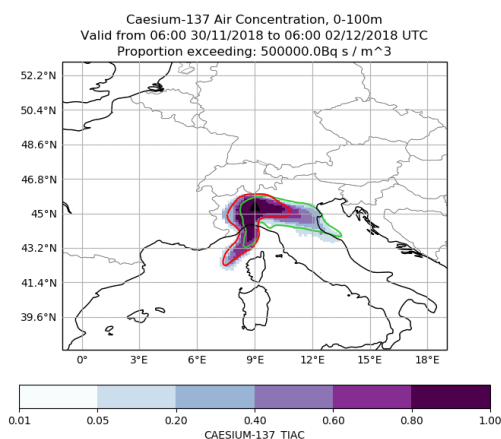 Caesium-137 Air Concentration, 0-100m
Valid from 06:00 30/11/2018 to 06:00 02/12/2018 UTC
Proportion exceeding: 500000.0Bq s / m^3
52.2°N
50.4°N
48.6°N
46.8°N
45°N
43.2°N
41.4°N
39.6°N
0° 3°E 6°E 9°E 12°E 15°E 18°E
0.01 0.05 0.20 0.40 0.60 0.80 1.00
CAESIUM-137 TIAC